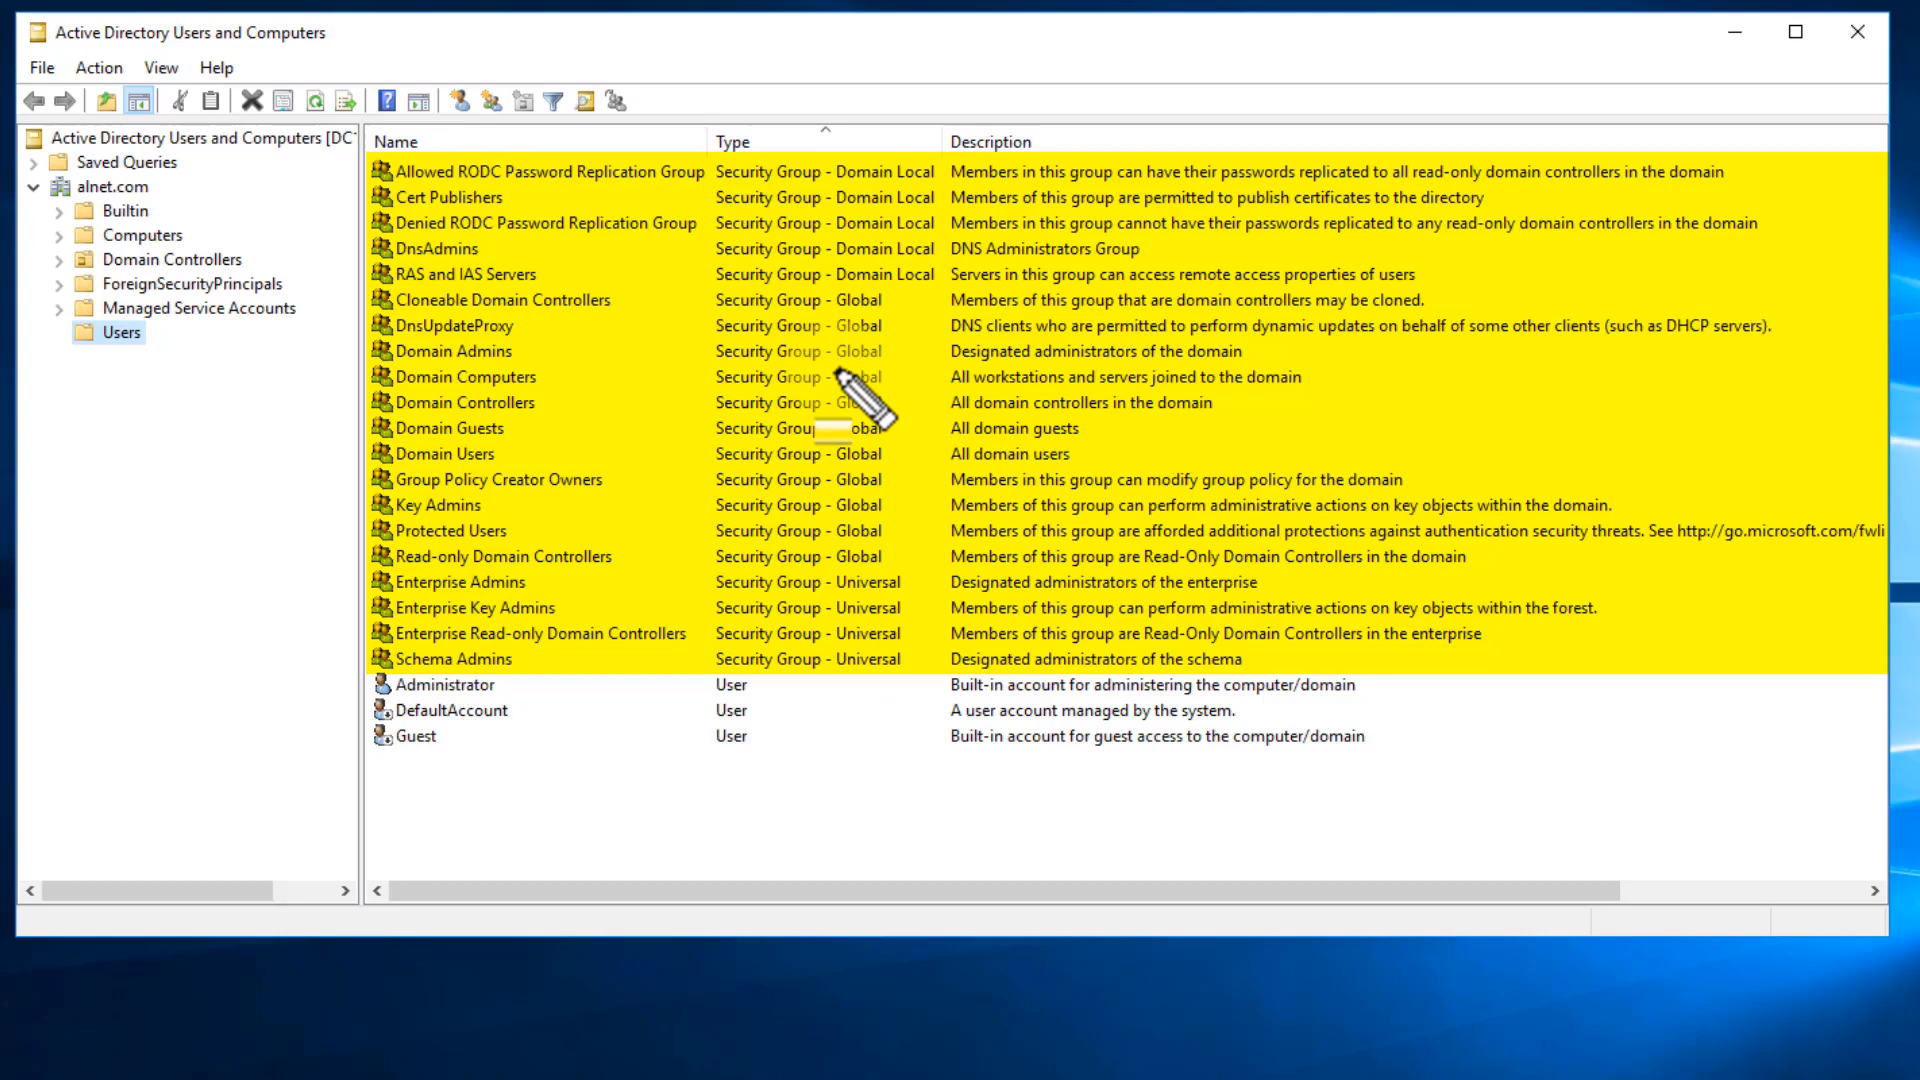 Active Directory Users and Computers
File Action View Help
Active Directory Users and Computers [DC
Saved Queries
alnet.com
Builtin
Computers
Domain Controllers
ForeignSecurityPrincipals
Managed Service Accounts
Users
Name Type Description
Allowed RODC Password Replication Group Security Group - Domain Local Members in this group can have their passwords replicated to all read-only domain controllers in the domain
Cert Publishers Security Group - Domain Local Members of this group are permitted to publish certificates to the directory
Denied RODC Password Replication Group Security Group - Domain Local Members in this group cannot have their passwords replicated to any read-only domain controllers in the domain
DnsAdmins Security Group - Domain Local DNS Administrators Group
RAS and IAS Servers Security Group - Domain Local Servers in this group can access remote access properties of users
Cloneable Domain Controllers Security Group - Global Members of this group that are domain controllers may be cloned.
DnsUpdateProxy Security Group - Global DNS clients who are permitted to perform dynamic updates on behalf of some other clients (such as DHCP servers).
Domain Admins Security Group - Global Designated administrators of the domain
Domain Computers Security Group - Global All workstations and servers joined to the domain
Domain Controllers Security Group - Global All domain controllers in the domain
Domain Guests Security Group - Global All domain guests
Domain Users Security Group - Global All domain users
Group Policy Creator Owners Security Group - Global Members in this group can modify group policy for the domain
Key Admins Security Group - Global Members of this group can perform administrative actions on key objects within the domain.
Protected Users Security Group - Global Members of this group are afforded additional protections against authentication security threats. See http://go.microsoft.com/fwli
Read-only Domain Controllers Security Group - Global Members of this group are Read-Only Domain Controllers in the domain
Enterprise Admins Security Group - Universal Designated administrators of the enterprise
Enterprise Key Admins Security Group - Universal Members of this group can perform administrative actions on key objects within the forest.
Enterprise Read-only Domain Controllers Security Group - Universal Members of this group are Read-Only Domain Controllers in the enterprise
Schema Admins Security Group - Universal Designated administrators of the schema
Administrator User Built-in account for administering the computer/domain
DefaultAccount User A user account managed by the system.
Guest User Built-in account for guest access to the computer/domain